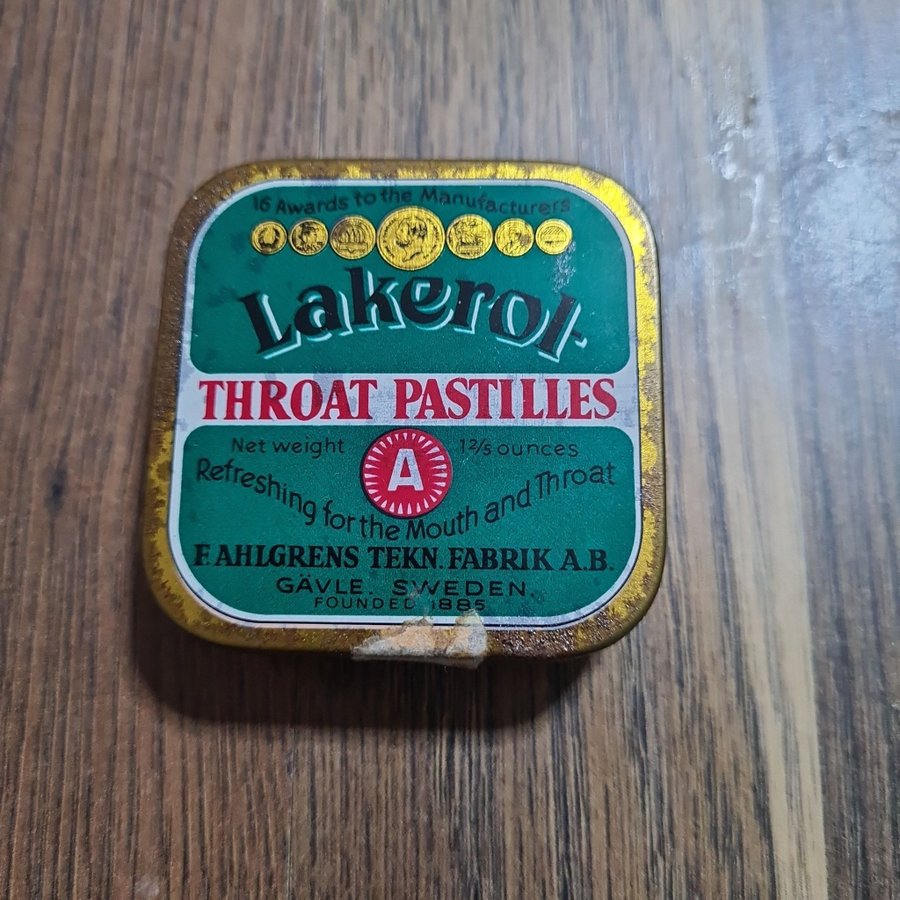 16 Awards to the Manufacturers
Lakerol
THROAT PASTILLES
Net weight 1 2/5 ounces
A
Refreshing for the Mouth and Throat
F. AHLGRENS TEKN. FABRIK A.B.
GÄVLE. SWEDEN.
FOUNDED 1885